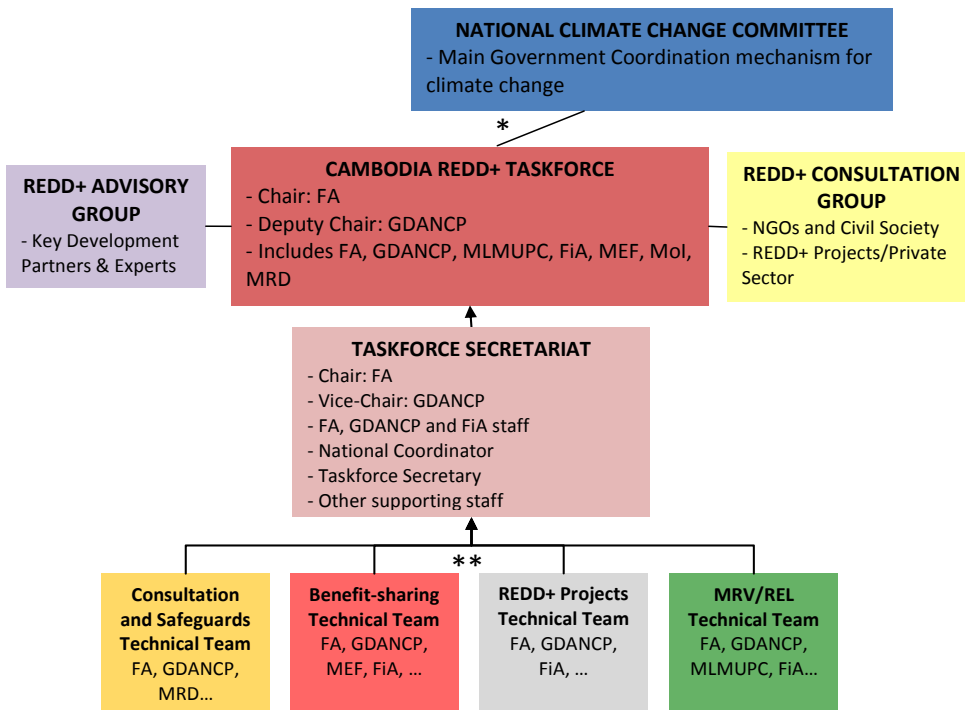 NATIONAL CLIMATE CHANGE COMMITTEE
- Main Government Coordination mechanism for
climate change
*
REDD+ ADVISORY
GROUP
- Key Development
Partners & Experts
CAMBODIA REDD+ TASKFORCE
- Chair: FA
- Deputy Chair: GDANCP
- Includes FA, GDANCP, MLMUPC, FiA, MEF, MoI,
MRD
REDD+ CONSULTATION
GROUP
- NGOs and Civil Society
- REDD+ Projects/Private
Sector
TASKFORCE SECRETARIAT
- Chair: FA
- Vice-Chair: GDANCP
- FA, GDANCP and FiA staff
- National Coordinator
- Taskforce Secretary
- Other supporting staff
**
Consultation
and Safeguards
Technical Team
FA, GDANCP,
MRD…
Benefit-sharing
Technical Team
FA, GDANCP,
MEF, FiA, …
REDD+ Projects
Technical Team
FA, GDANCP,
FiA, …
MRV/REL
Technical Team
FA, GDANCP,
MLMUPC, FiA…